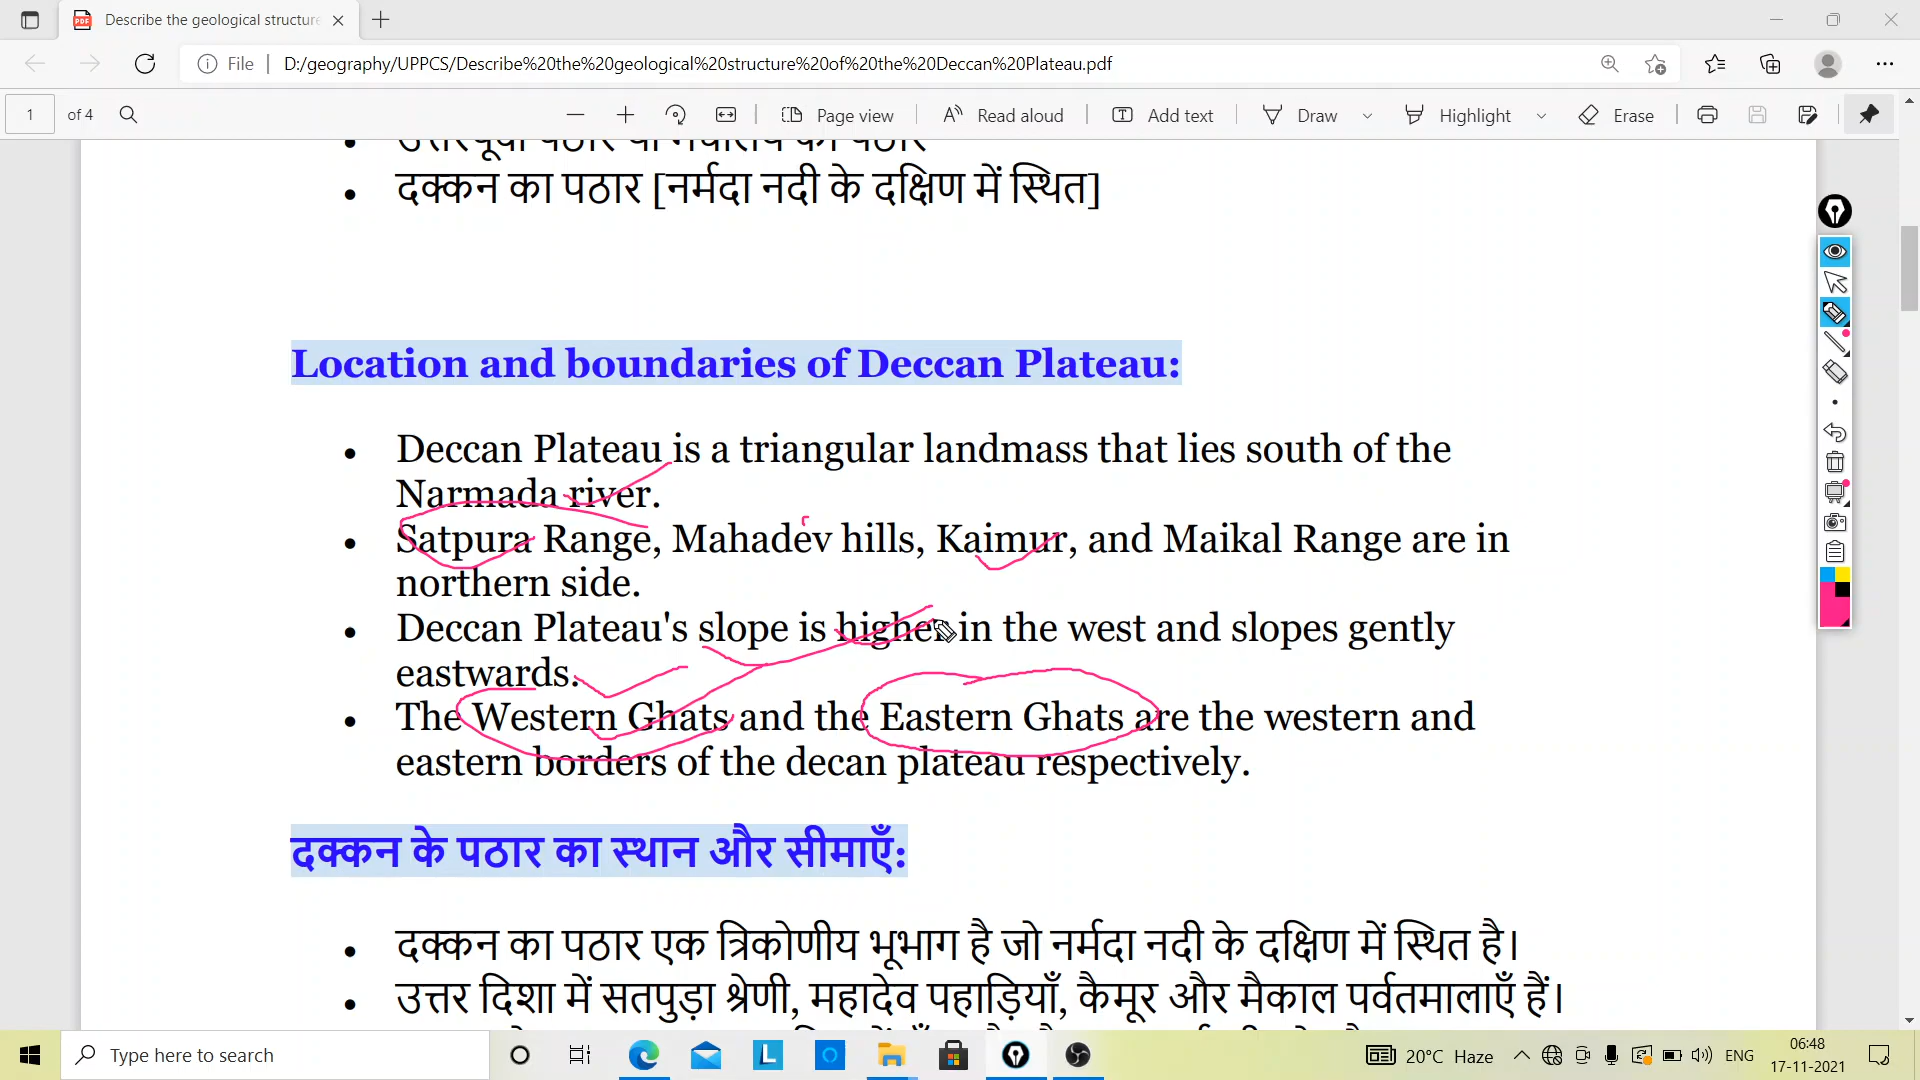 Describe the geological structure
File
D:/geography/UPPCS/Describe%20the%20geological%20structure%20of%20the%20Deccan%20Plateau.pdf
1 of 4
Page view
Read aloud
Add text
Draw
Highlight
Erase
उत्तरपूर्वी पठार या मेघालय का पठार
दक्कन का पठार [नर्मदा नदी के दक्षिण में स्थित]
Location and boundaries of Deccan Plateau:
Deccan Plateau is a triangular landmass that lies south of the
Narmada river.
Satpura Range, Mahadev hills, Kaimur, and Maikal Range are in
northern side.
Deccan Plateau's slope is higher in the west and slopes gently
eastwards.
The Western Ghats and the Eastern Ghats are the western and
eastern borders of the decan plateau respectively.
दक्कन के पठार का स्थान और सीमाएँ:
दक्कन का पठार एक त्रिकोणीय भूभाग है जो नर्मदा नदी के दक्षिण में स्थित है।
उत्तर दिशा में सतपुड़ा श्रेणी, महादेव पहाड़ियाँ, कैमूर और मैकाल पर्वतमालाएँ हैं।
Type here to search
20°C Haze
ENG
06:48
17-11-2021